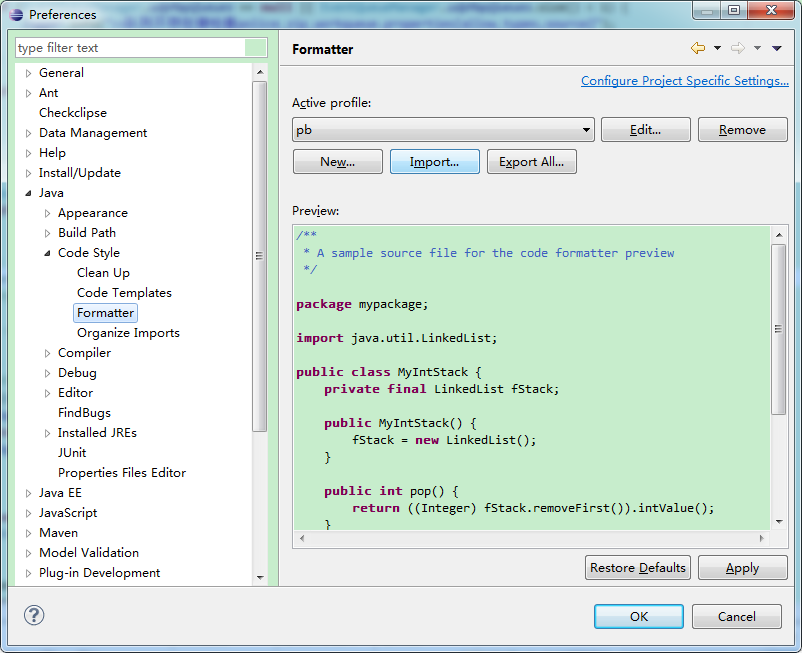 Preferences
type filter text
General
Ant
Checkclipse
Data Management
Help
Install/Update
Java
Appearance
Build Path
Code Style
Clean Up
Code Templates
Formatter
Organize Imports
Compiler
Debug
Editor
FindBugs
Installed JREs
JUnit
Properties Files Editor
Java EE
JavaScript
Maven
Model Validation
Plug-in Development
Formatter
Configure Project Specific Settings...
Active profile:
pb
Edit...
Remove
New...
Import...
Export All...
Preview:
/**
 * A sample source file for the code formatter preview
 */
package mypackage;
import java.util.LinkedList;
public class MyIntStack {
    private final LinkedList fStack;
    public MyIntStack() {
        fStack = new LinkedList();
    }
    public int pop() {
        return ((Integer) fStack.removeFirst()).intValue();
    }
Restore Defaults
Apply
OK
Cancel